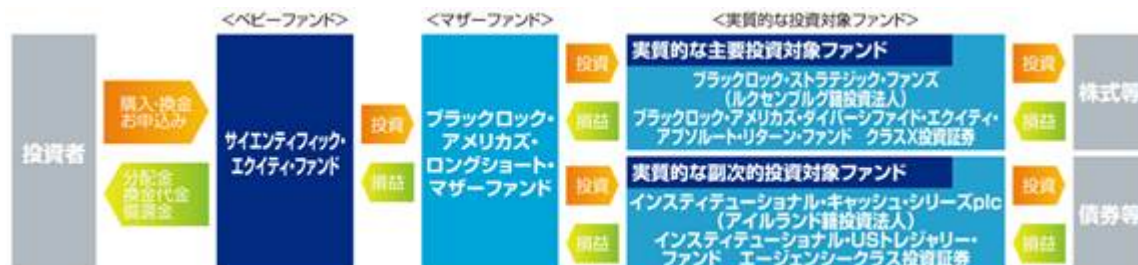 <ベビーファンド>
<マザーファンド>
<実質的な投資対象ファンド>
投資者
購入・換金
お申込み
分配金
換金代金
償還金
サイエンティフィック・
エクイティ・ファンド
投資
損益
ブラックロック・
アメリカズ・
ロングショート・
マザーファンド
投資
損益
実質的な主要投資対象ファンド
ブラックロック・ストラテジック・ファンズ
(ルクセンブルグ籍投資法人)
ブラックロック・アメリカズ・ダイバーシファイド・エクイティ・
アブソルート・リターン・ファンド クラスX投資証券
投資
損益
株式等
投資
損益
実質的な副次的投資対象ファンド
インスティテューショナル・キャッシュ・シリーズplc
(アイルランド籍投資法人)
インスティテューショナル・USトレジャリー・
ファンド エージェンシークラス投資証券
投資
損益
債券等